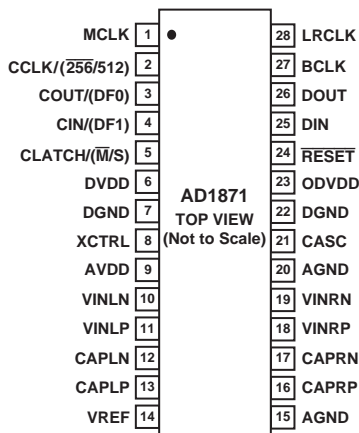 MCLK 1 28 LRCLK
CCLK/(256/512) 2 27 BCLK
COUT/(DF0) 3 26 DOUT
CIN/(DF1) 4 25 DIN
CLATCH/(M/S) 5 24 RESET
DVDD 6 23 ODVDD
AD1871
DGND 7 22 DGND
TOP VIEW
XCTRL 8 (Not to Scale) 21 CASC
AVDD 9 20 AGND
VINLN 10 19 VINRN
VINLP 11 18 VINRP
CAPLN 12 17 CAPRN
CAPLP 13 16 CAPRP
VREF 14 15 AGND